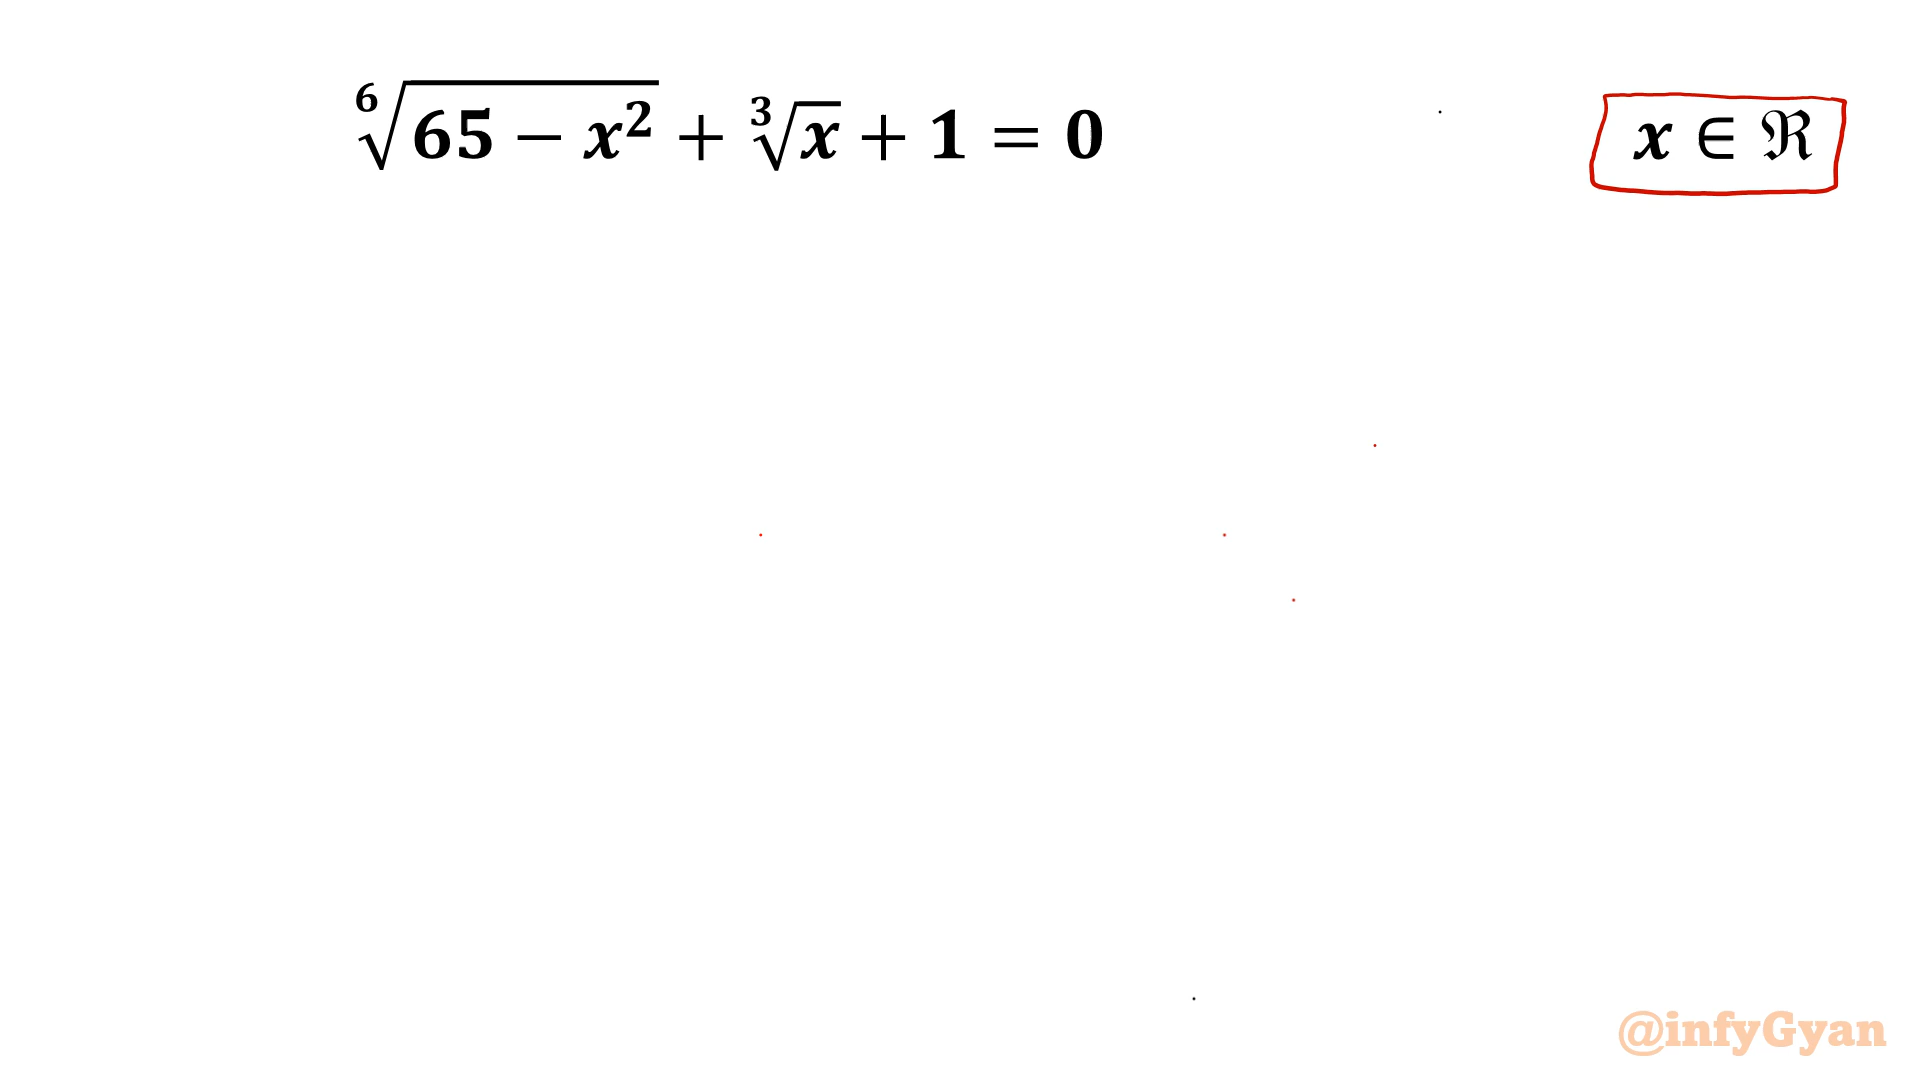 ⁶√(65 − x²) + ³√x + 1 = 0
x ∈ ℜ
@infyGyan